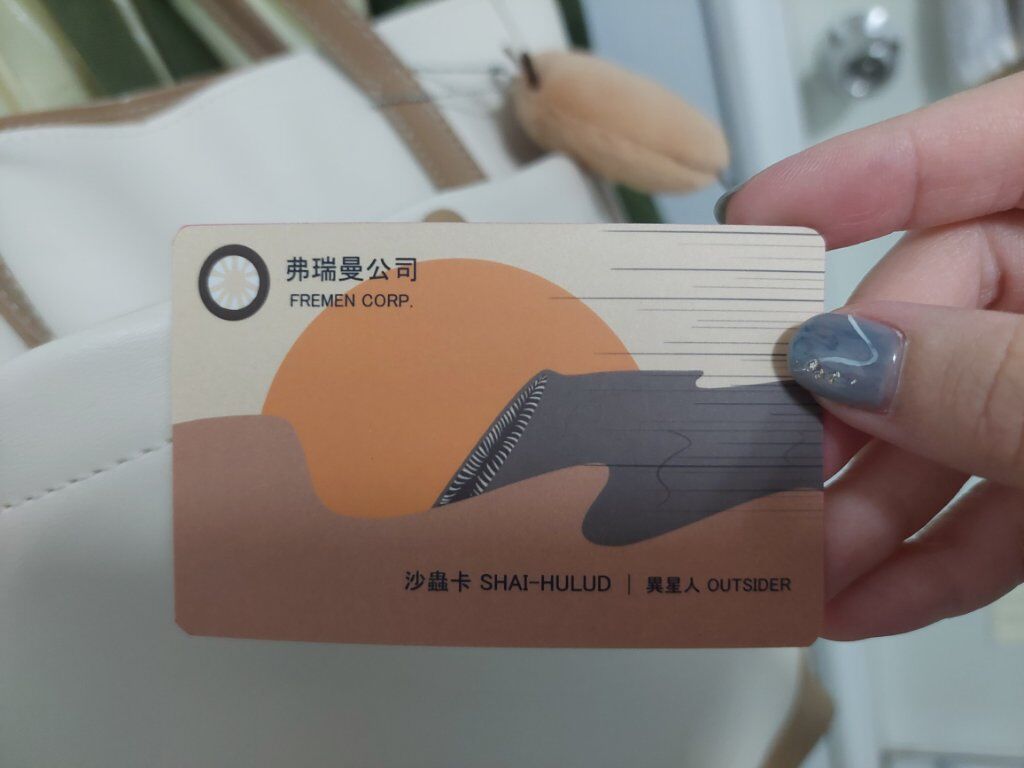 弗瑞曼公司
FREMEN CORP.
沙蟲卡 SHAI-HULUD | 異星人 OUTSIDER